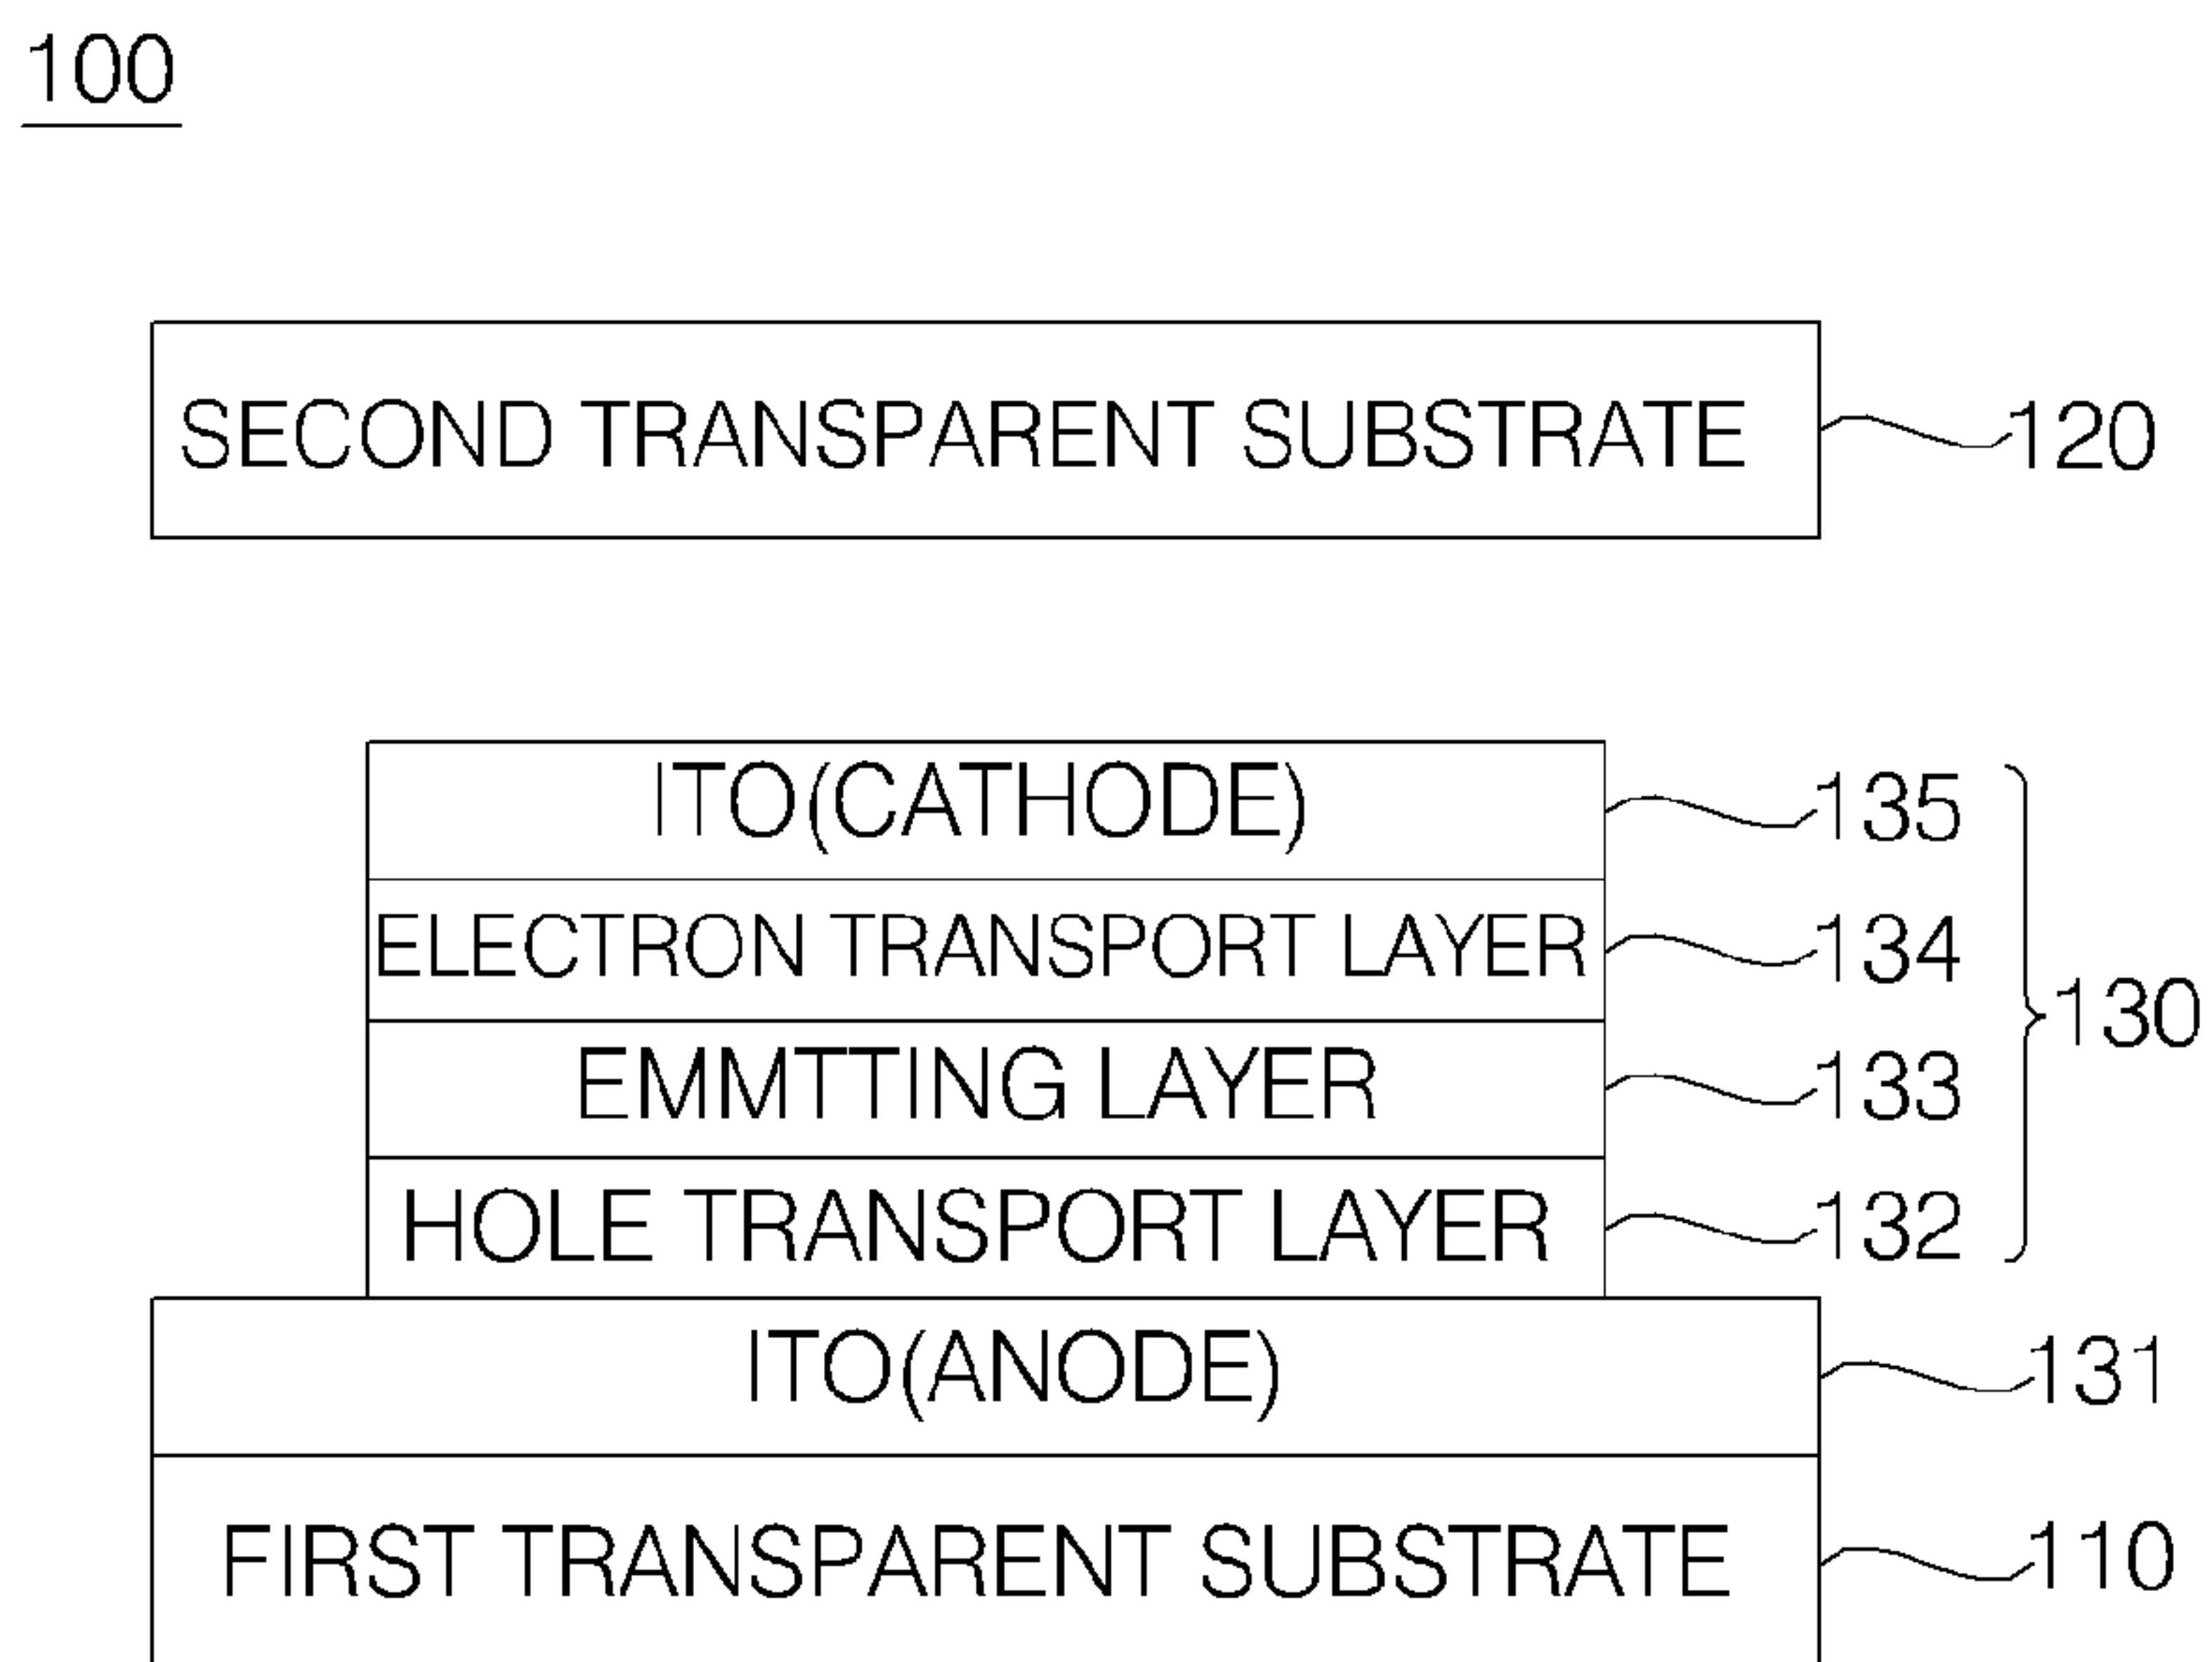 100
SECOND TRANSPARENT SUBSTRATE 120
ITO(CATHODE) 135
ELECTRON TRANSPORT LAYER 134
130
EMMTTING LAYER 133
HOLE TRANSPORT LAYER 132
ITO(ANODE) 131
FIRST TRANSPARENT SUBSTRATE 110